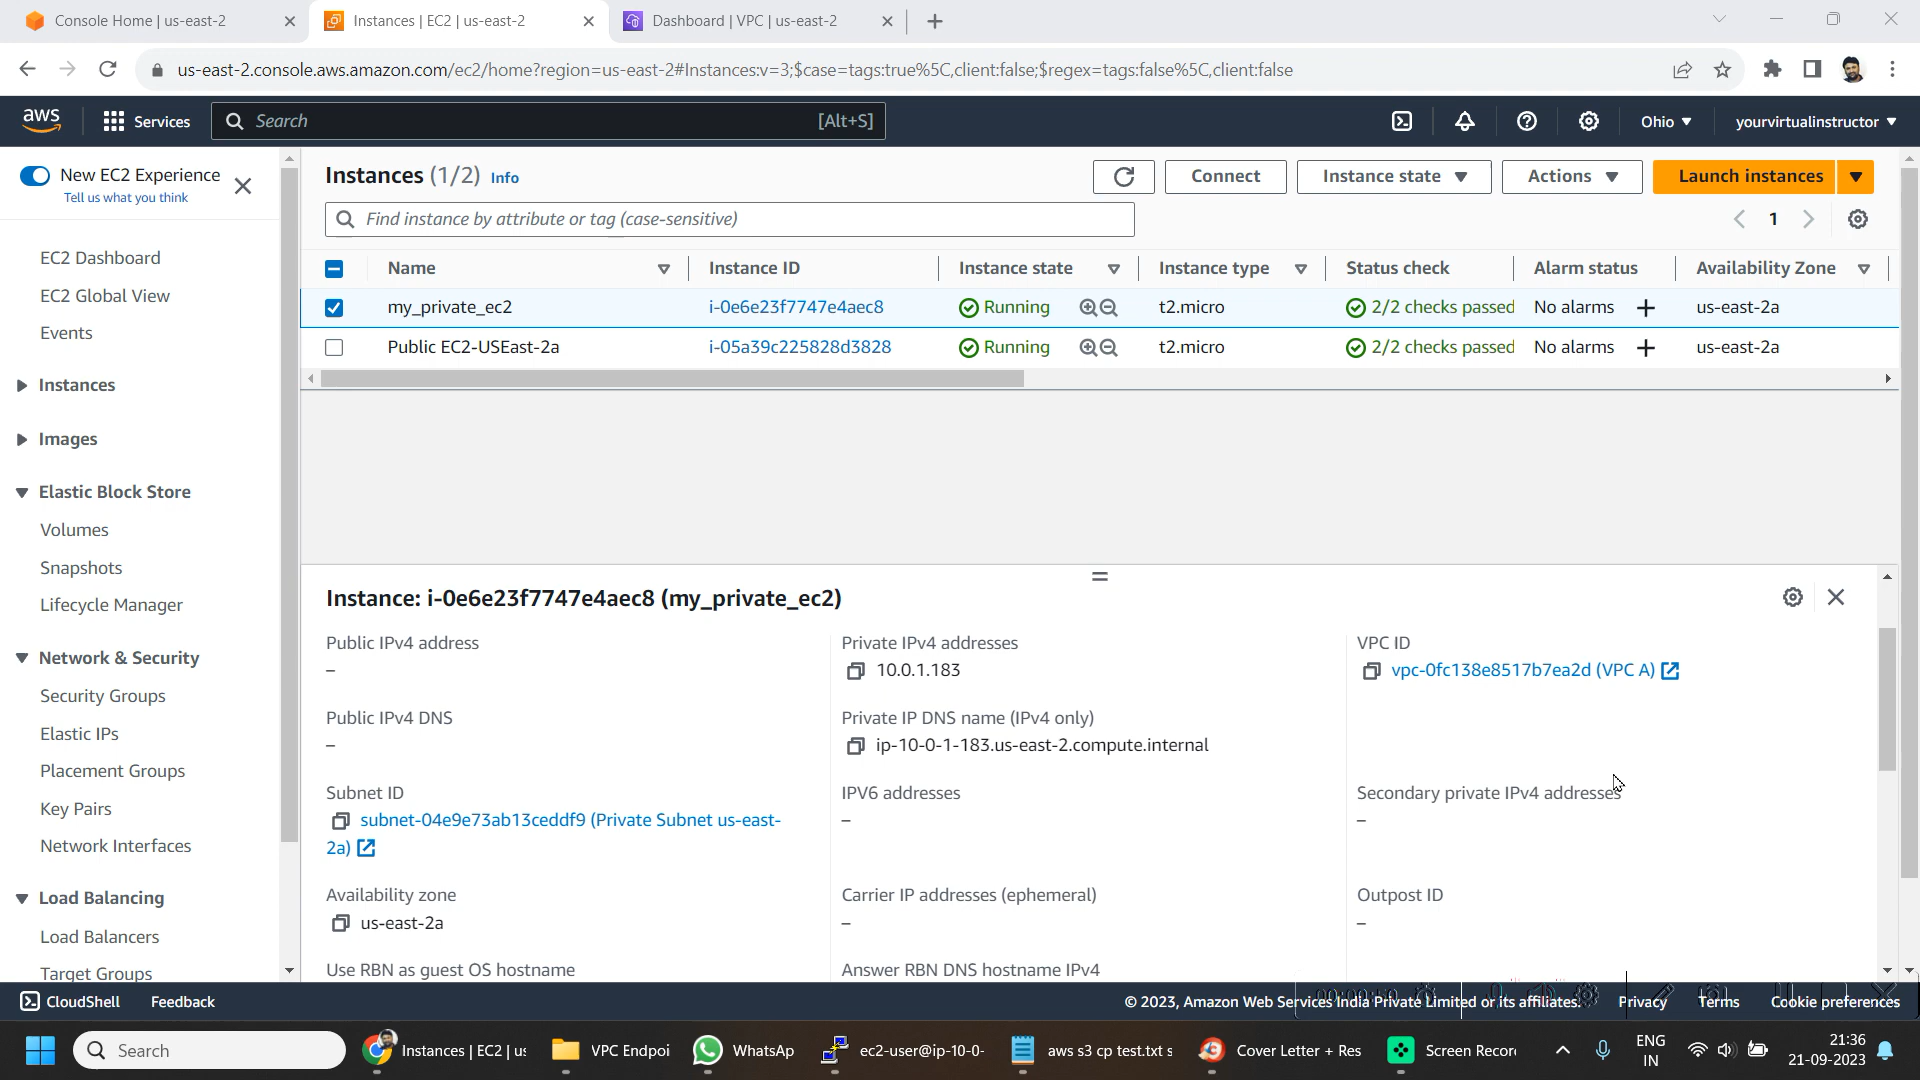 Console Home | us-east-2
Instances | EC2 | us-east-2
Dashboard | VPC | us-east-2
us-east-2.console.aws.amazon.com/ec2/home?region=us-east-2#Instances:v=3;$case=tags:true%5C,client:false;$regex=tags:false%5C,client:false
aws Services Search [Alt+S] Ohio yourvirtualinstructor
New EC2 Experience
Tell us what you think
EC2 Dashboard
EC2 Global View
Events
Instances
Images
Elastic Block Store
Volumes
Snapshots
Lifecycle Manager
Network & Security
Security Groups
Elastic IPs
Placement Groups
Key Pairs
Network Interfaces
Load Balancing
Load Balancers
Target Groups
Instances (1/2) Info Connect Instance state Actions Launch instances
Find instance by attribute or tag (case-sensitive) 1
Name Instance ID Instance state Instance type Status check Alarm status Availability Zone
my_private_ec2 i-0e6e23f7747e4aec8 Running t2.micro 2/2 checks passed No alarms us-east-2a
Public EC2-USEast-2a i-05a39c225828d3828 Running t2.micro 2/2 checks passed No alarms us-east-2a
Instance: i-0e6e23f7747e4aec8 (my_private_ec2)
Public IPv4 address
–
Private IPv4 addresses
10.0.1.183
VPC ID
vpc-0fc138e8517b7ea2d (VPC A)
Public IPv4 DNS
–
Private IP DNS name (IPv4 only)
ip-10-0-1-183.us-east-2.compute.internal
Subnet ID
subnet-04e9e73ab13ceddf9 (Private Subnet us-east-
2a)
IPV6 addresses
–
Secondary private IPv4 addresses
–
Availability zone
us-east-2a
Carrier IP addresses (ephemeral)
–
Outpost ID
–
Use RBN as guest OS hostname
Answer RBN DNS hostname IPv4
CloudShell Feedback © 2023, Amazon Web Services India Private Limited or its affiliates. Privacy Terms Cookie preferences
Search Instances | EC2 | us VPC Endpoi WhatsApp ec2-user@ip-10-0- aws s3 cp test.txt s Cover Letter + Res Screen Recor
ENG
IN
21:36
21-09-2023